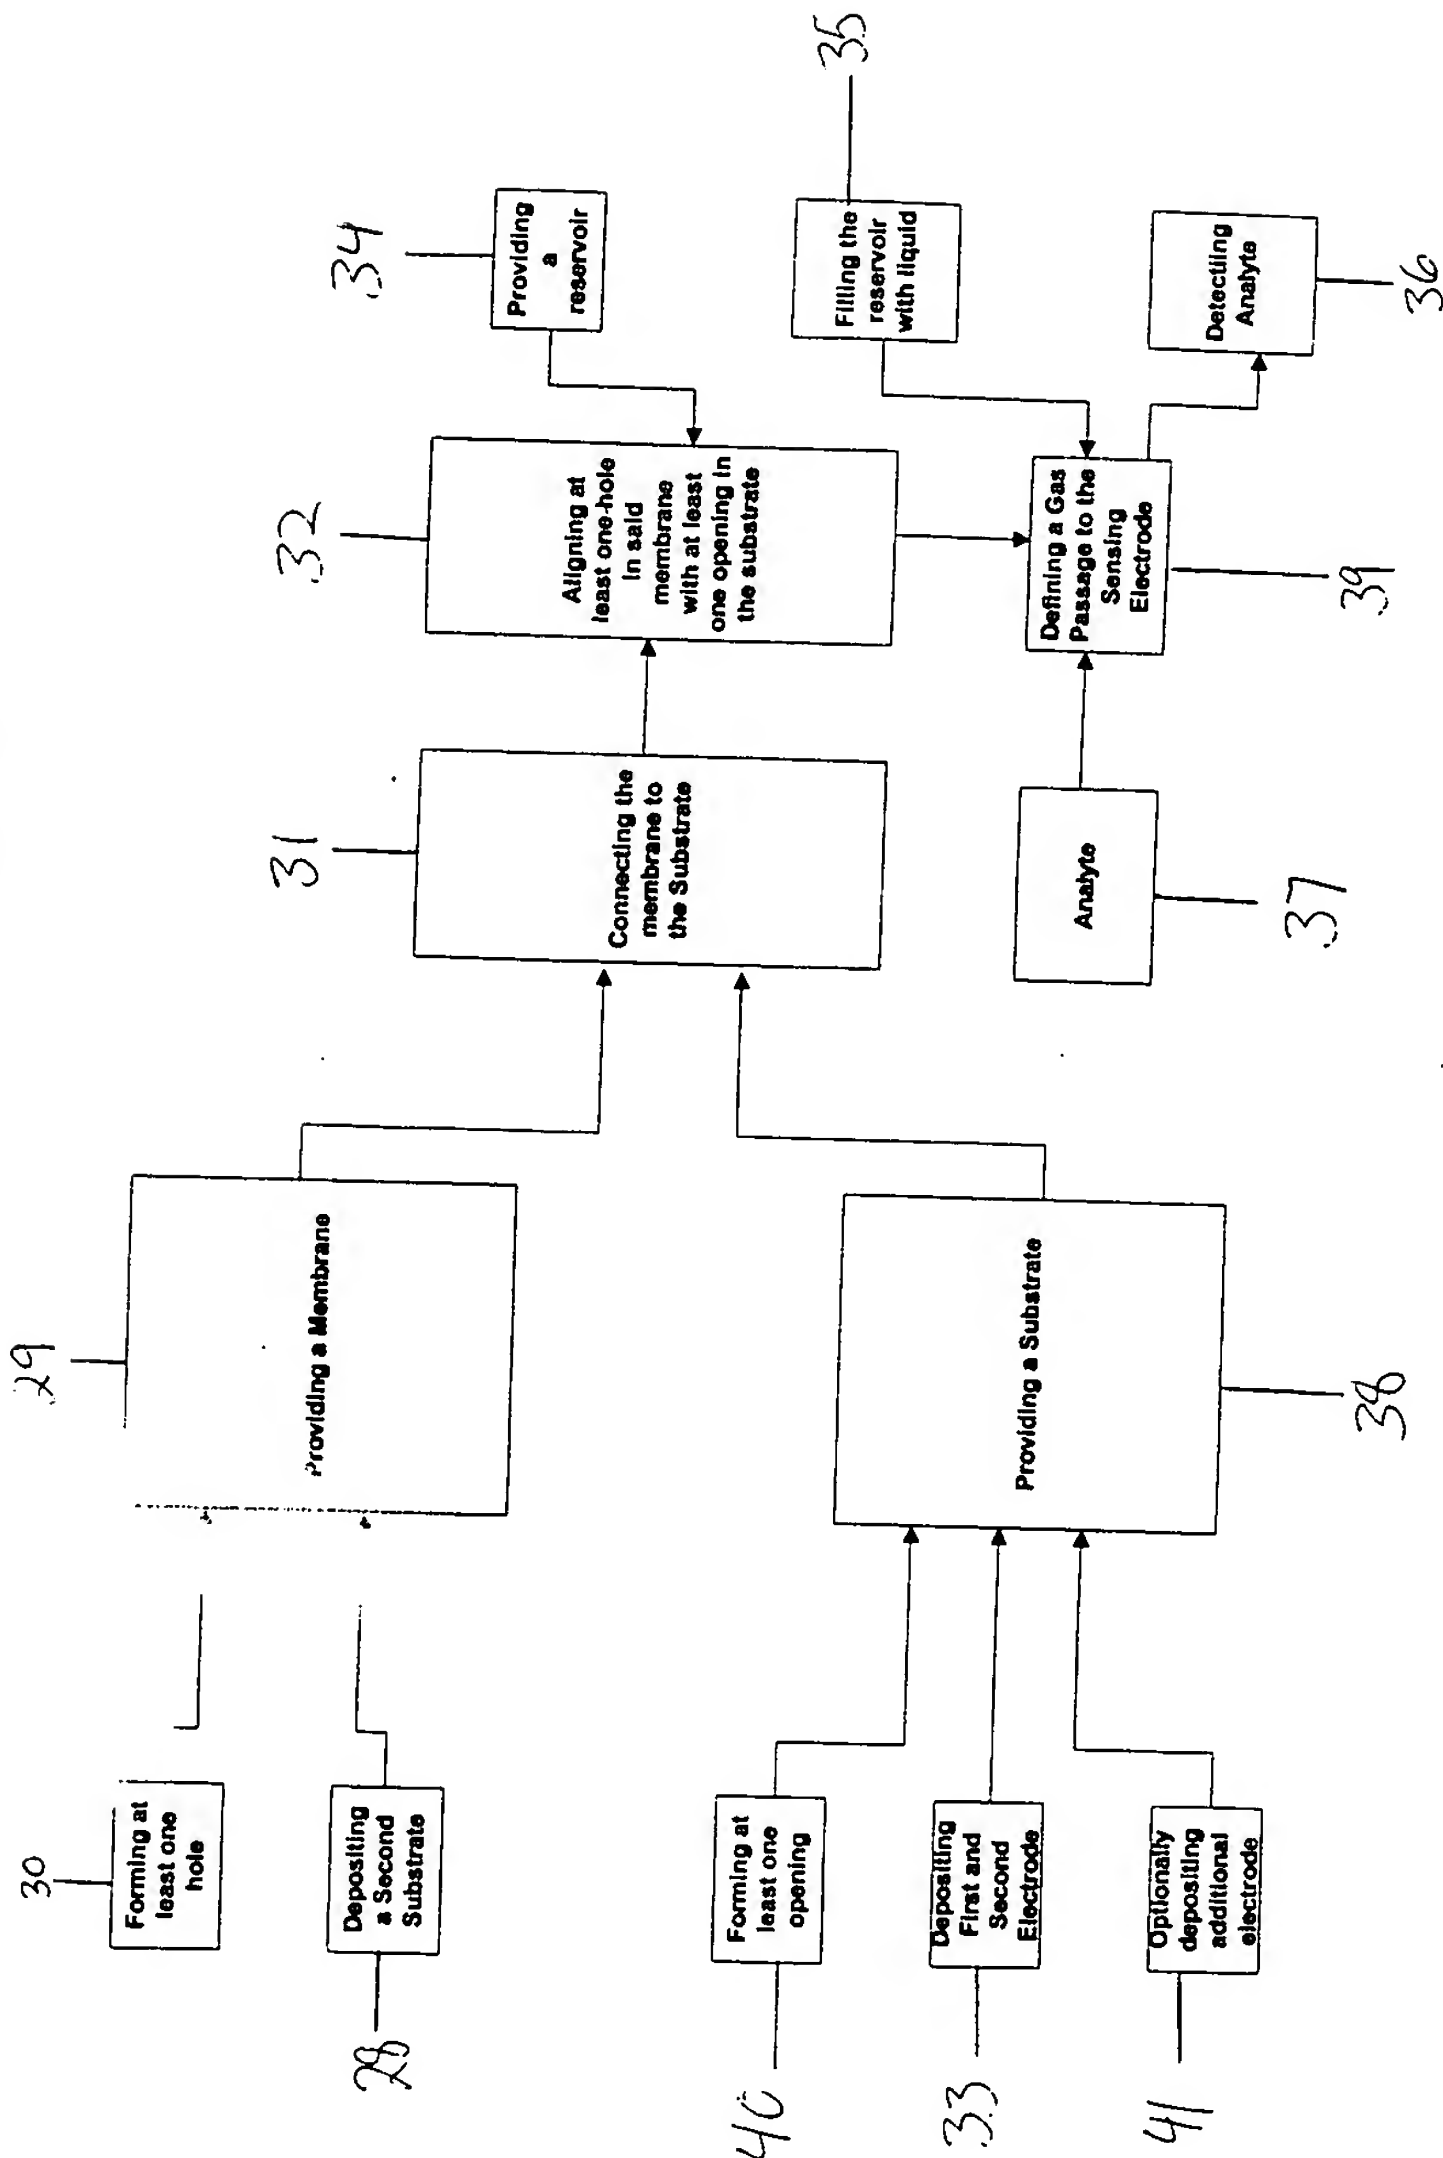 30
Forming at
least one
hole
28
Depositing
a Second
Substrate
29
Providing a Membrane
40
Forming at
least one
opening
33
Depositing
First and
Second
Electrode
41
Optionally
depositing
additional
electrode
Providing a Substrate
38
31
Connecting the
membrane to
the Substrate
32
Aligning at
least one-hole
in said
membrane
with at least
one opening in
the substrate
34
Providing
a
reservoir
35
Filling the
reservoir
with liquid
Analyte
37
Defining a Gas
Passage to the
Sensing
Electrode
39
Detectiing
Analyte
36